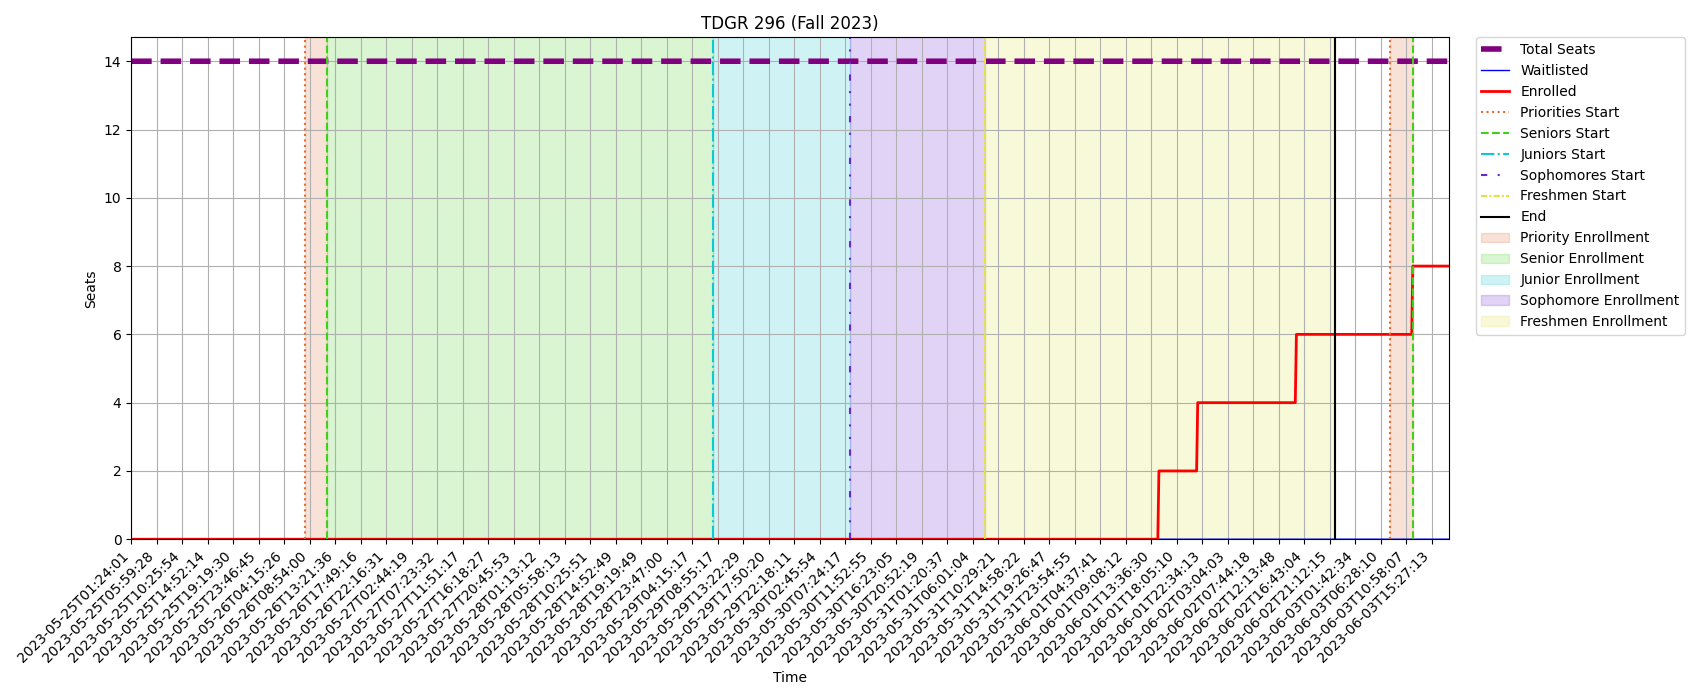 TDGR 296 (Fall 2023)
Seats
14
12
10
8
6
4
2
0
2023-05-25T01:24:01
2023-05-25T05:59:28
2023-05-25T10:25:54
2023-05-25T14:52:14
2023-05-25T19:19:30
2023-05-25T23:46:45
2023-05-26T04:15:26
2023-05-26T08:54:00
2023-05-26T13:21:36
2023-05-26T17:49:16
2023-05-26T22:16:31
2023-05-27T02:44:19
2023-05-27T07:23:32
2023-05-27T11:51:17
2023-05-27T16:18:27
2023-05-27T20:45:53
2023-05-28T01:13:12
2023-05-28T05:58:13
2023-05-28T10:25:51
2023-05-28T14:52:49
2023-05-28T19:19:49
2023-05-28T23:47:00
2023-05-29T04:15:17
2023-05-29T08:55:17
2023-05-29T13:22:29
2023-05-29T17:50:20
2023-05-29T22:18:11
2023-05-30T02:45:54
2023-05-30T07:24:17
2023-05-30T11:52:55
2023-05-30T16:23:05
2023-05-30T20:52:19
2023-05-31T01:20:37
2023-05-31T06:01:04
2023-05-31T10:29:21
2023-05-31T14:58:22
2023-05-31T19:26:47
2023-05-31T23:54:55
2023-06-01T04:37:41
2023-06-01T09:08:12
2023-06-01T13:36:30
2023-06-01T18:05:10
2023-06-01T22:34:13
2023-06-02T03:04:03
2023-06-02T07:44:18
2023-06-02T12:13:48
2023-06-02T16:43:04
2023-06-02T21:12:15
2023-06-03T01:42:34
2023-06-03T06:28:10
2023-06-03T10:58:07
2023-06-03T15:27:13
Time
Total Seats
Waitlisted
Enrolled
Priorities Start
Seniors Start
Juniors Start
Sophomores Start
Freshmen Start
End
Priority Enrollment
Senior Enrollment
Junior Enrollment
Sophomore Enrollment
Freshmen Enrollment